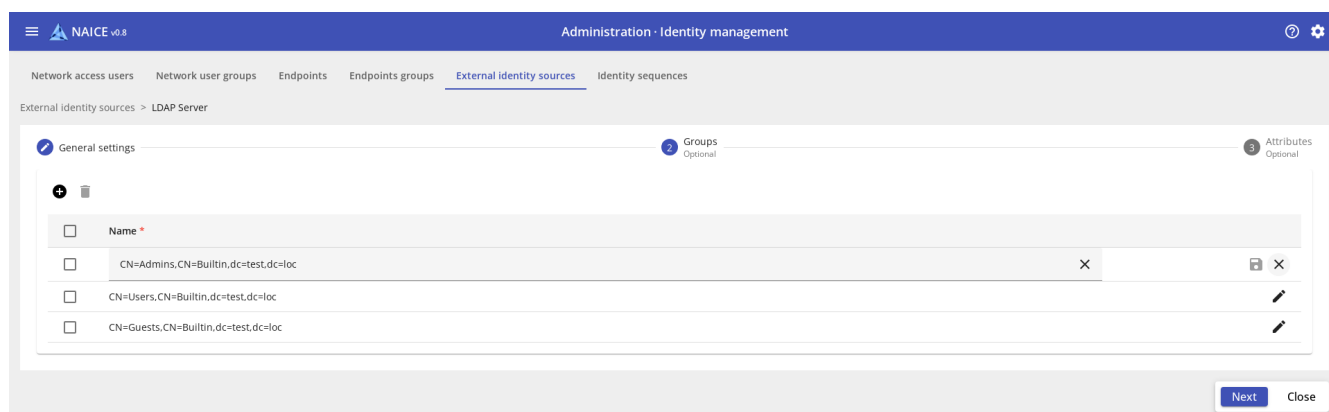 NAICE v0.8
Administration · Identity management
Network access users Network user groups Endpoints Endpoints groups External identity sources Identity sequences
External identity sources > LDAP Server
General settings
2 Groups
Optional
3 Attributes
Optional
Name *
CN=Admins,CN=Builtin,dc=test,dc=loc
CN=Users,CN=Builtin,dc=test,dc=loc
CN=Guests,CN=Builtin,dc=test,dc=loc
Next Close